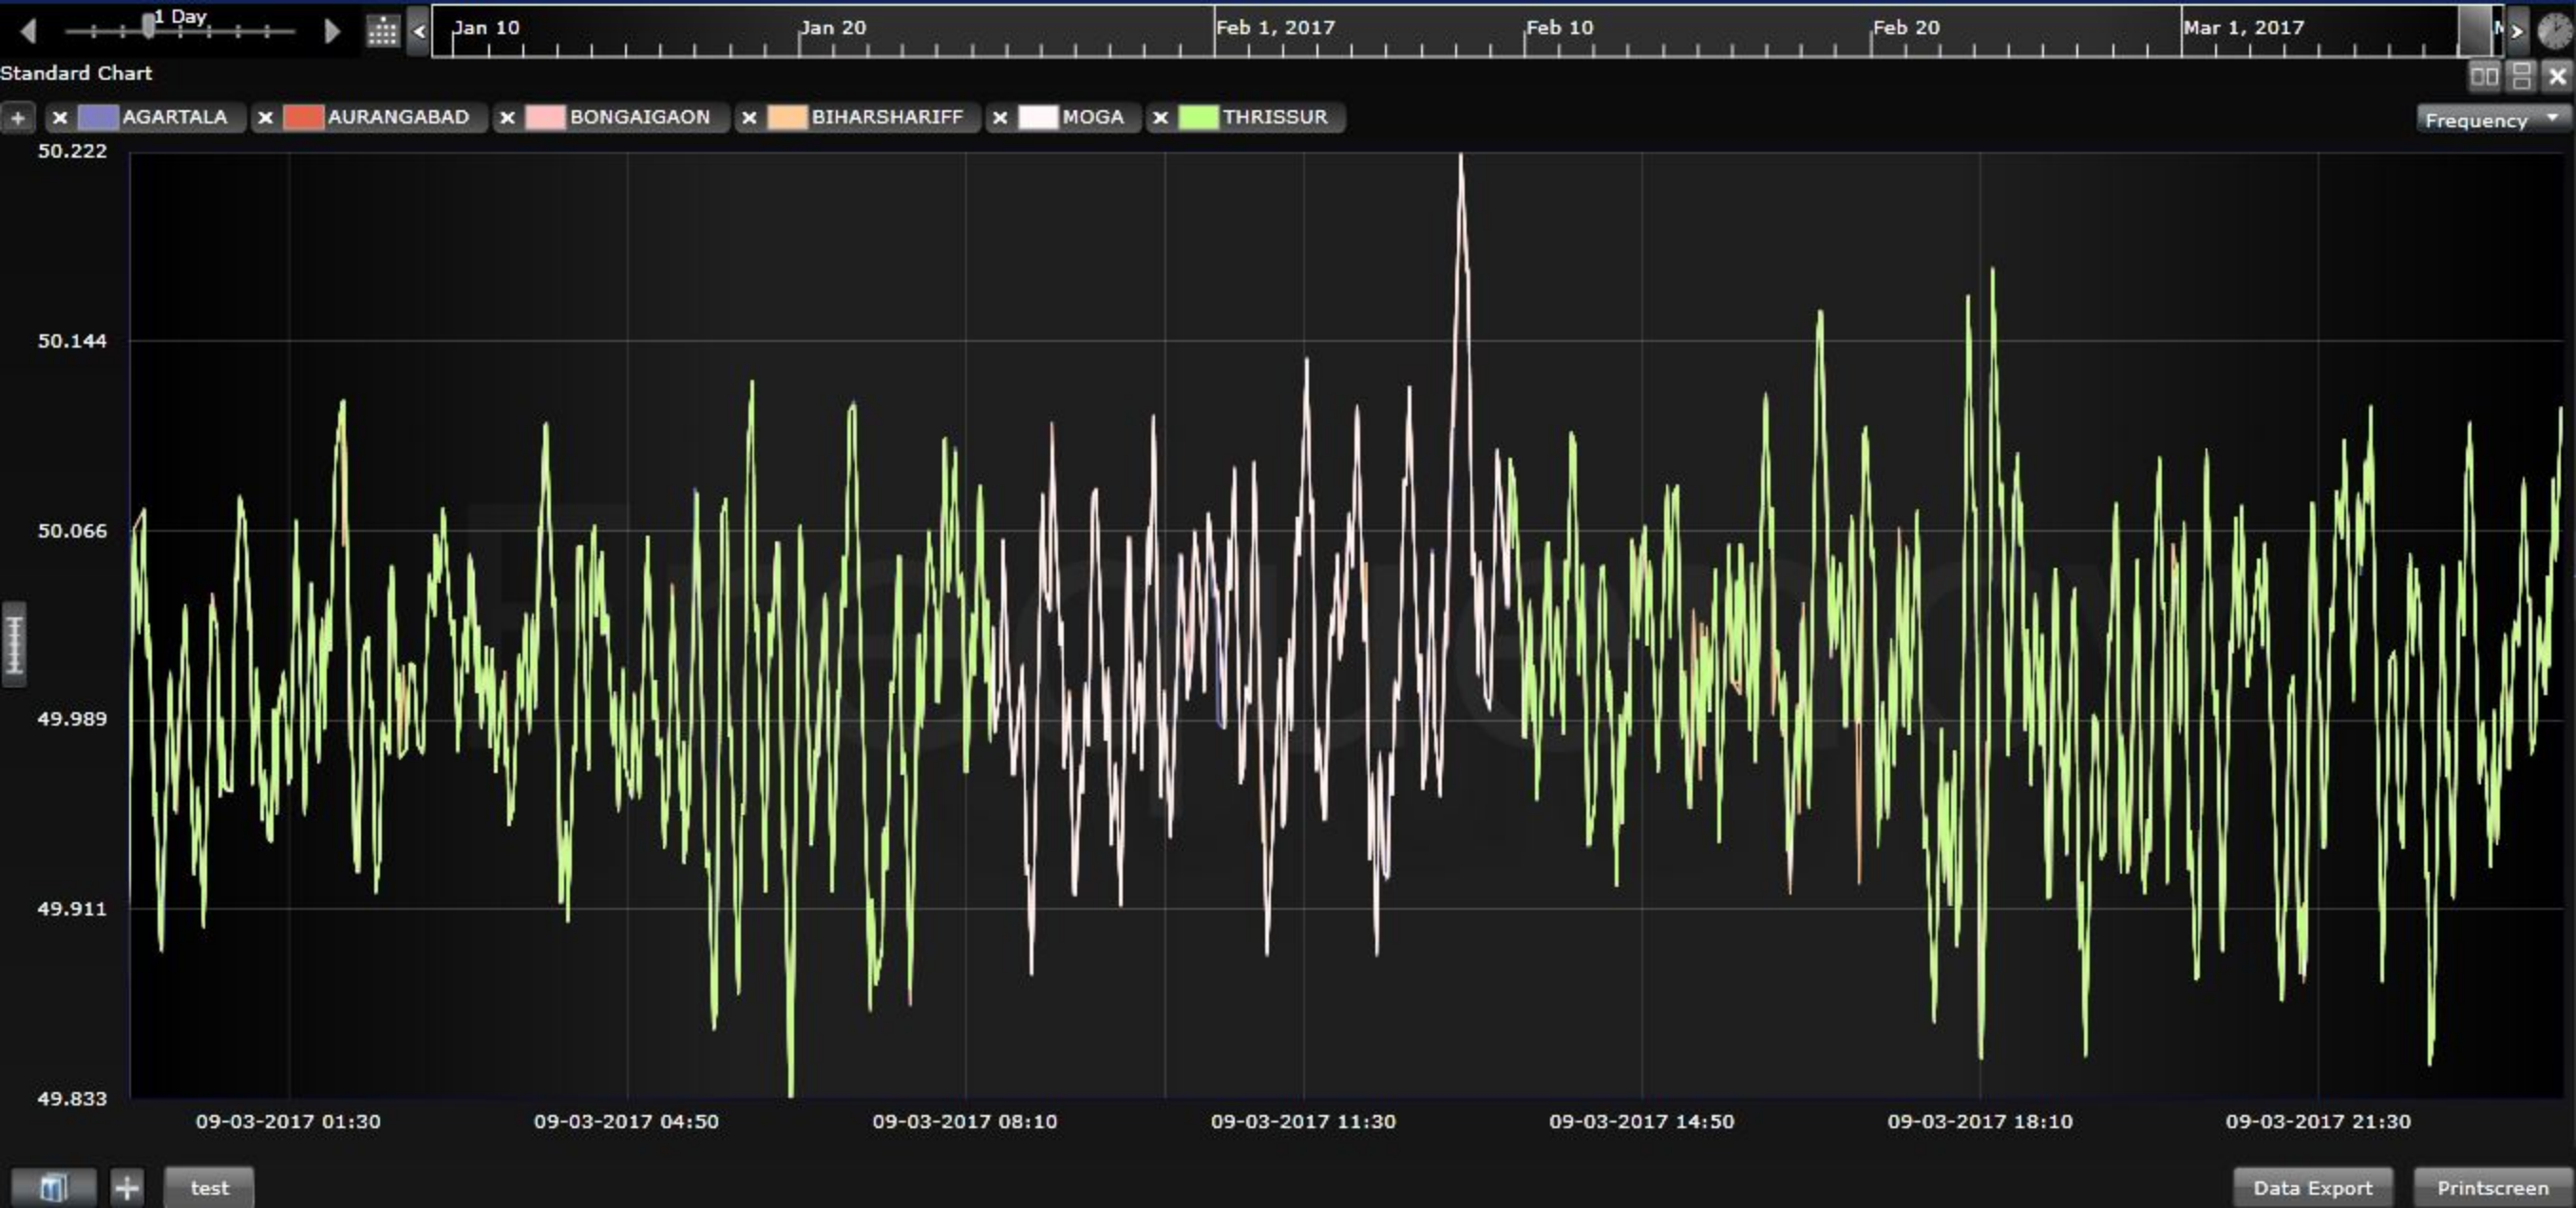 1 Day
Jan 10 Jan 20 Feb 1, 2017 Feb 10 Feb 20 Mar 1, 2017
Standard Chart
AGARTALA AURANGABAD BONGAIGAON BIHARSHARIFF MOGA THRISSUR Frequency
50.222
50.144
50.066
Frequency
49.989
49.911
49.833
09-03-2017 01:30 09-03-2017 04:50 09-03-2017 08:10 09-03-2017 11:30 09-03-2017 14:50 09-03-2017 18:10 09-03-2017 21:30
test Data Export Printscreen